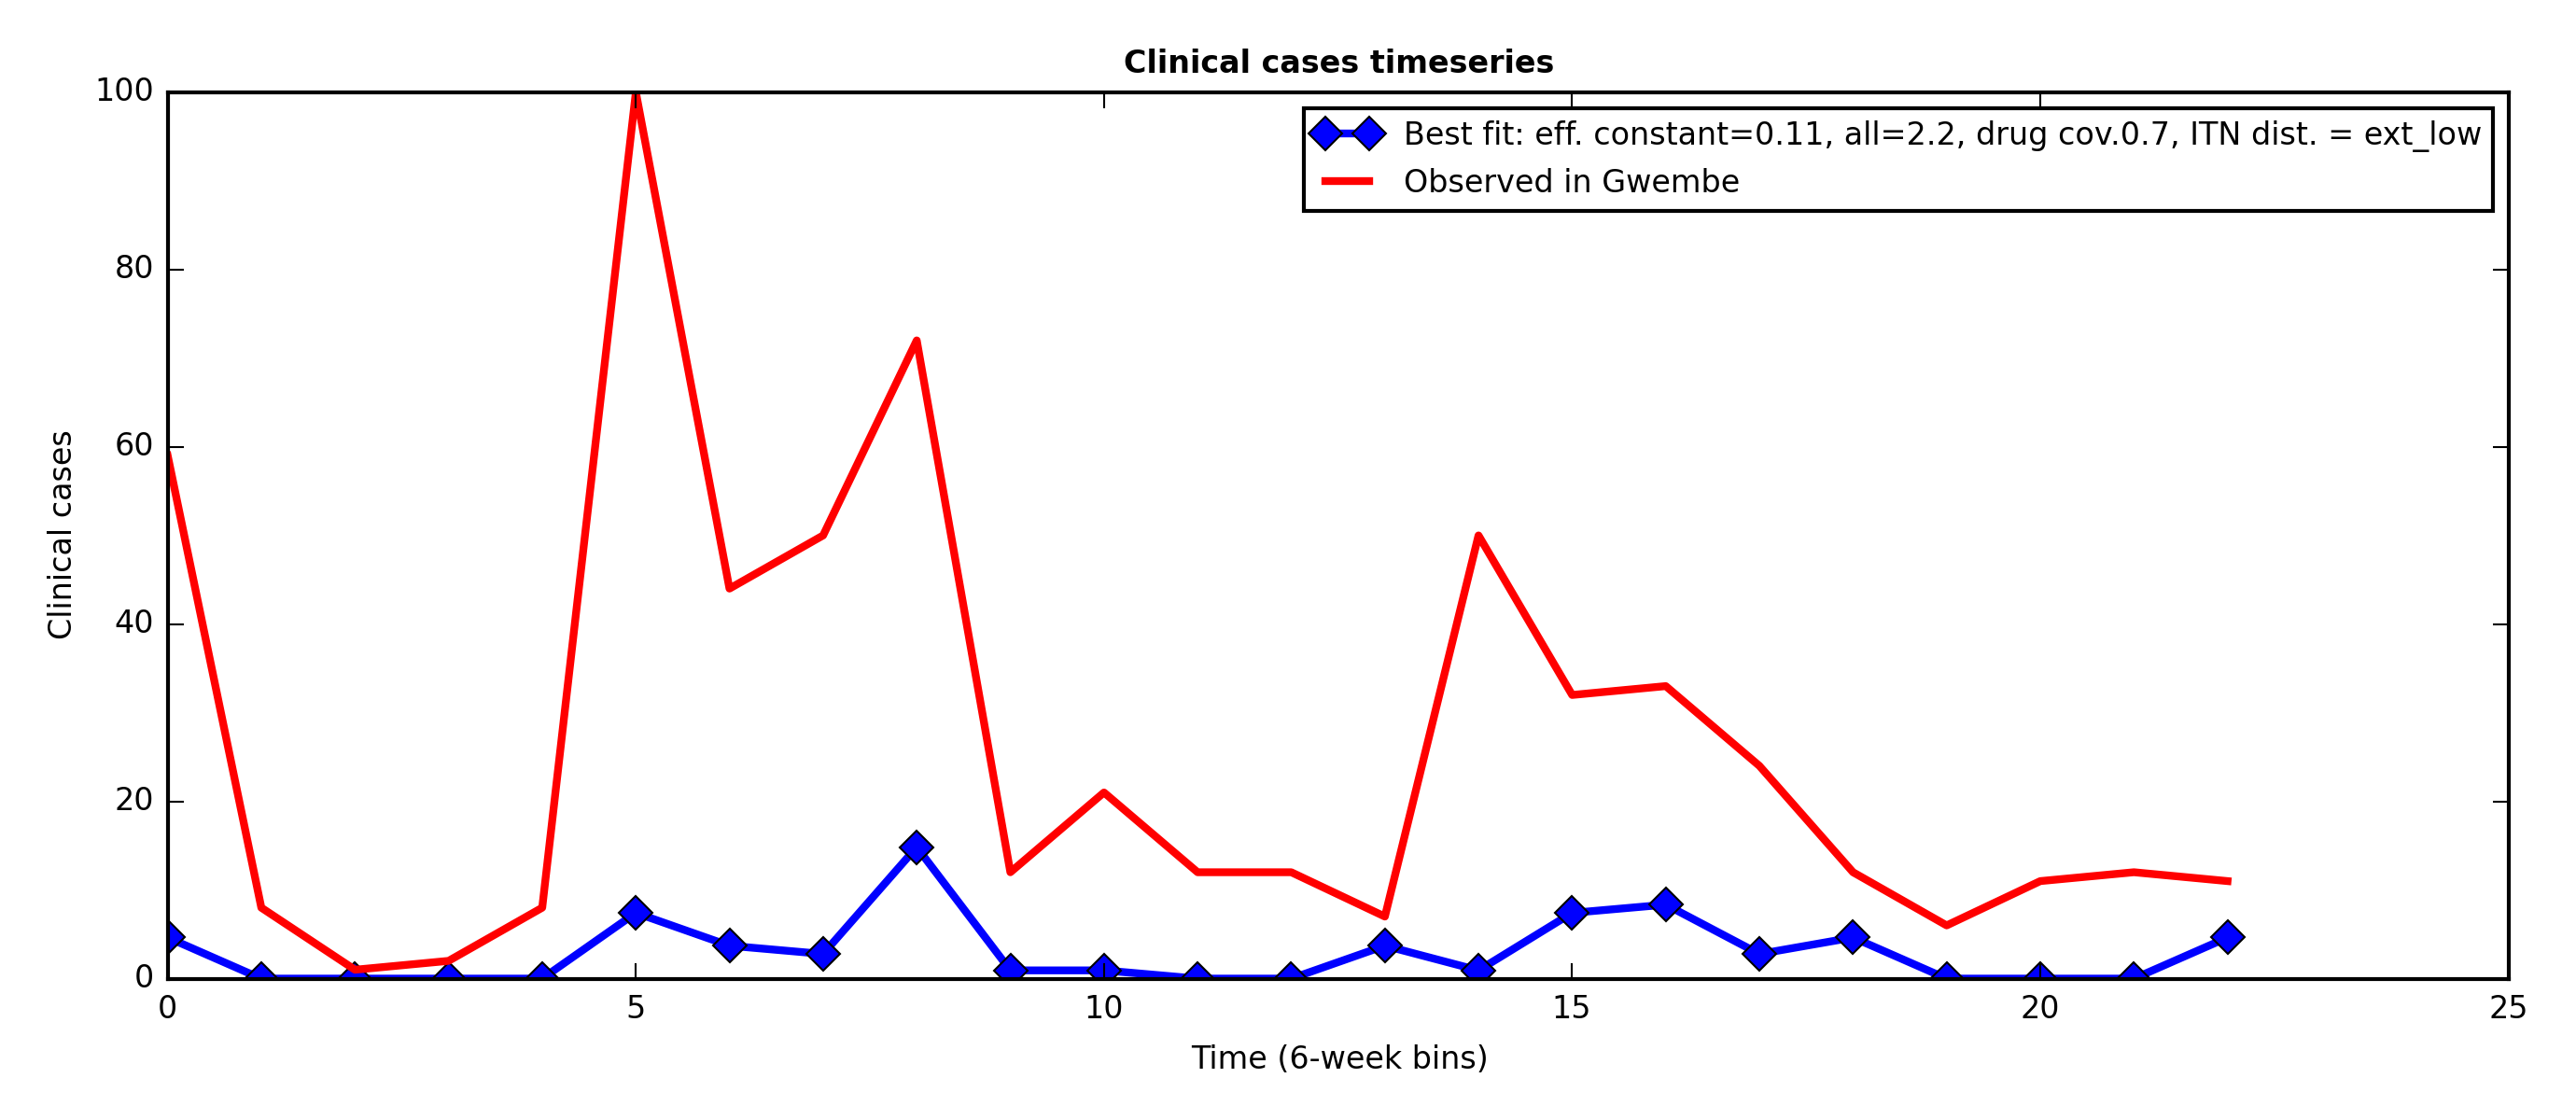 Clinical cases timeseries
100
80
60
40
20
0
Clinical cases
Best fit: eff. constant=0.11, all=2.2, drug cov.0.7, ITN dist. = ext_low
Observed in Gwembe
0 5 10 15 20 25
Time (6-week bins)